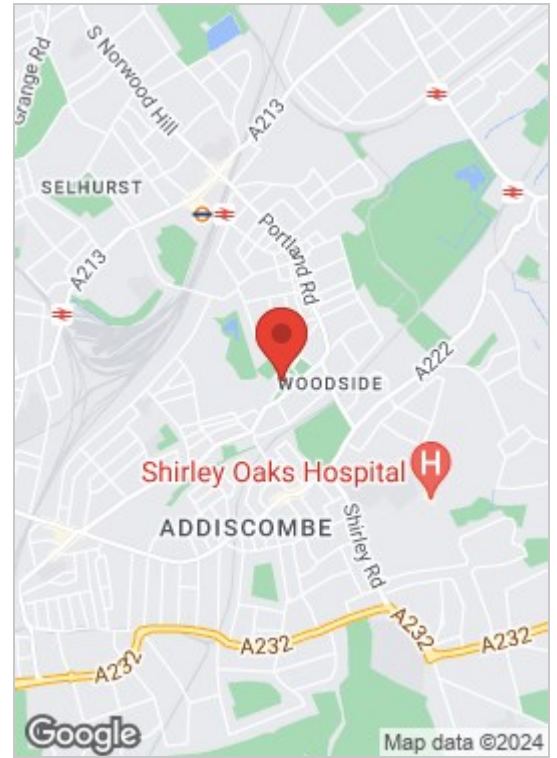 Grange Rd
S Norwood Hill
A213
SELHURST
Portland Rd
A213
A222
WOODSIDE
Shirley Oaks Hospital H
ADDISCOMBE
Shirley Rd
A232
A232
A232
A232
Google
Map data ©2024